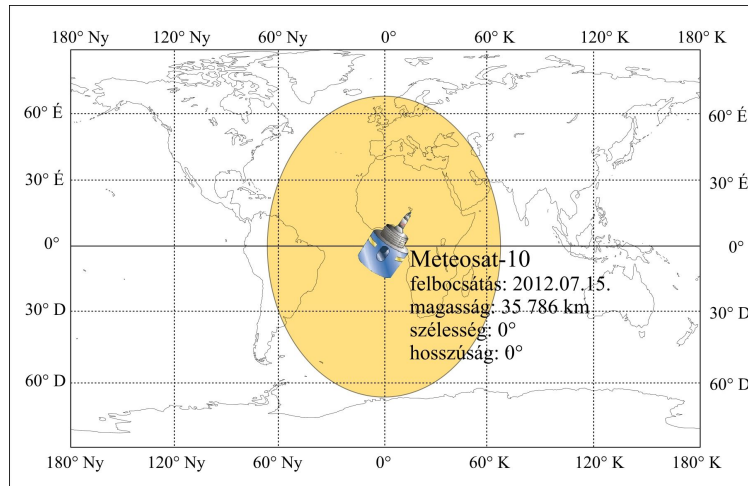 180° Ny 120° Ny 60° Ny 0° 60° K 120° K 180° K
60° É 60° É
30° É 30° É
0° 0°
Meteosat-10
felbocsátás: 2012.07.15.
magasság: 35 786 km
30° D 30° D
szélesség: 0°
hosszúság: 0°
60° D 60° D
180° Ny 120° Ny 60° Ny 0° 60° K 120° K 180° K